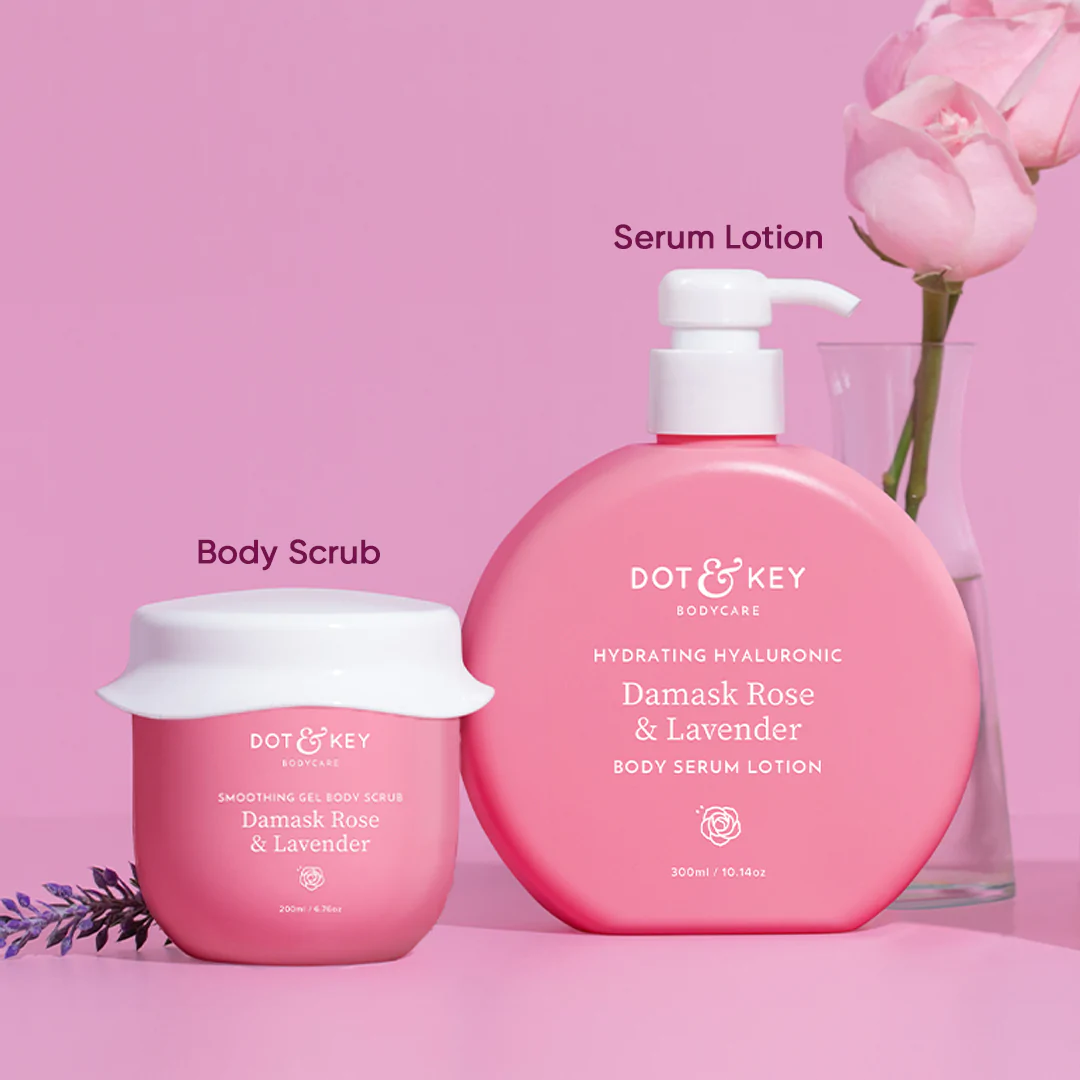 Serum Lotion
DOT & KEY
BODYCARE
HYDRATING HYALURONIC
Damask Rose
& Lavender
BODY SERUM LOTION
300ml / 10.14oz
Body Scrub
DOT & KEY
BODYCARE
SMOOTHING GEL BODY SCRUB
Damask Rose
& Lavender
200ml / 6.76oz